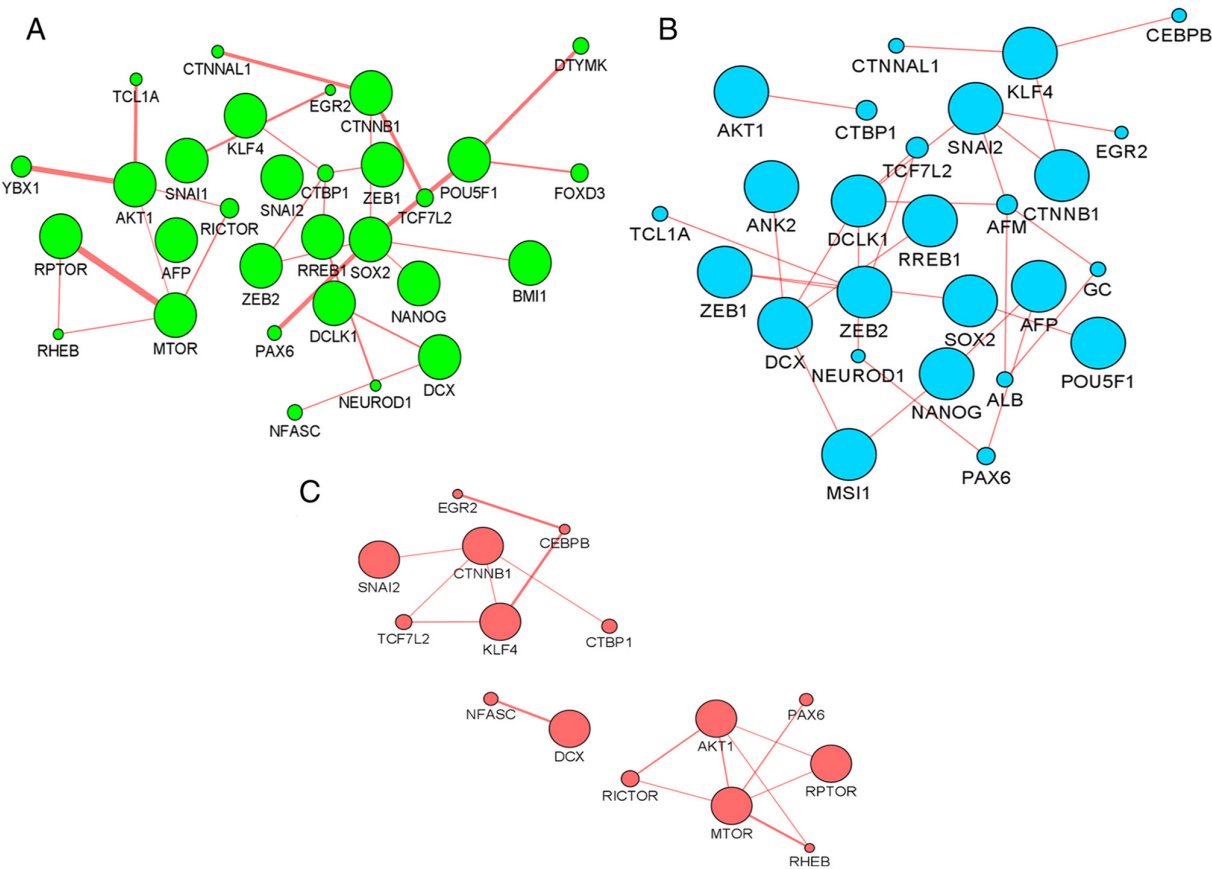 A
CTNNAL1
DTYMK
TCL1A
EGR2
CTNNB1
KLF4
YBX1
SNAI1
AKT1
SNAI2
CTBP1
ZEB1
POU5F1
FOXD3
TCF7L2
RICTOR
RPTOR
AFP
RREB1
SOX2
ZEB2
NANOG
BMI1
RHEB
MTOR
PAX6
DCLK1
DCX
NEUROD1
NFASC
B
CEBPB
CTNNAL1
KLF4
AKT1
CTBP1
SNAI2
EGR2
TCF7L2
CTNNB1
ANK2
DCLK1
AFM
TCL1A
RREB1
GC
ZEB1
ZEB2
SOX2
AFP
DCX
NEUROD1
POU5F1
NANOG
ALB
MSI1
PAX6
C
EGR2
CEBPB
CTNNB1
SNAI2
TCF7L2
KLF4
CTBP1
NFASC
DCX
PAX6
AKT1
RPTOR
RICTOR
MTOR
RHEB